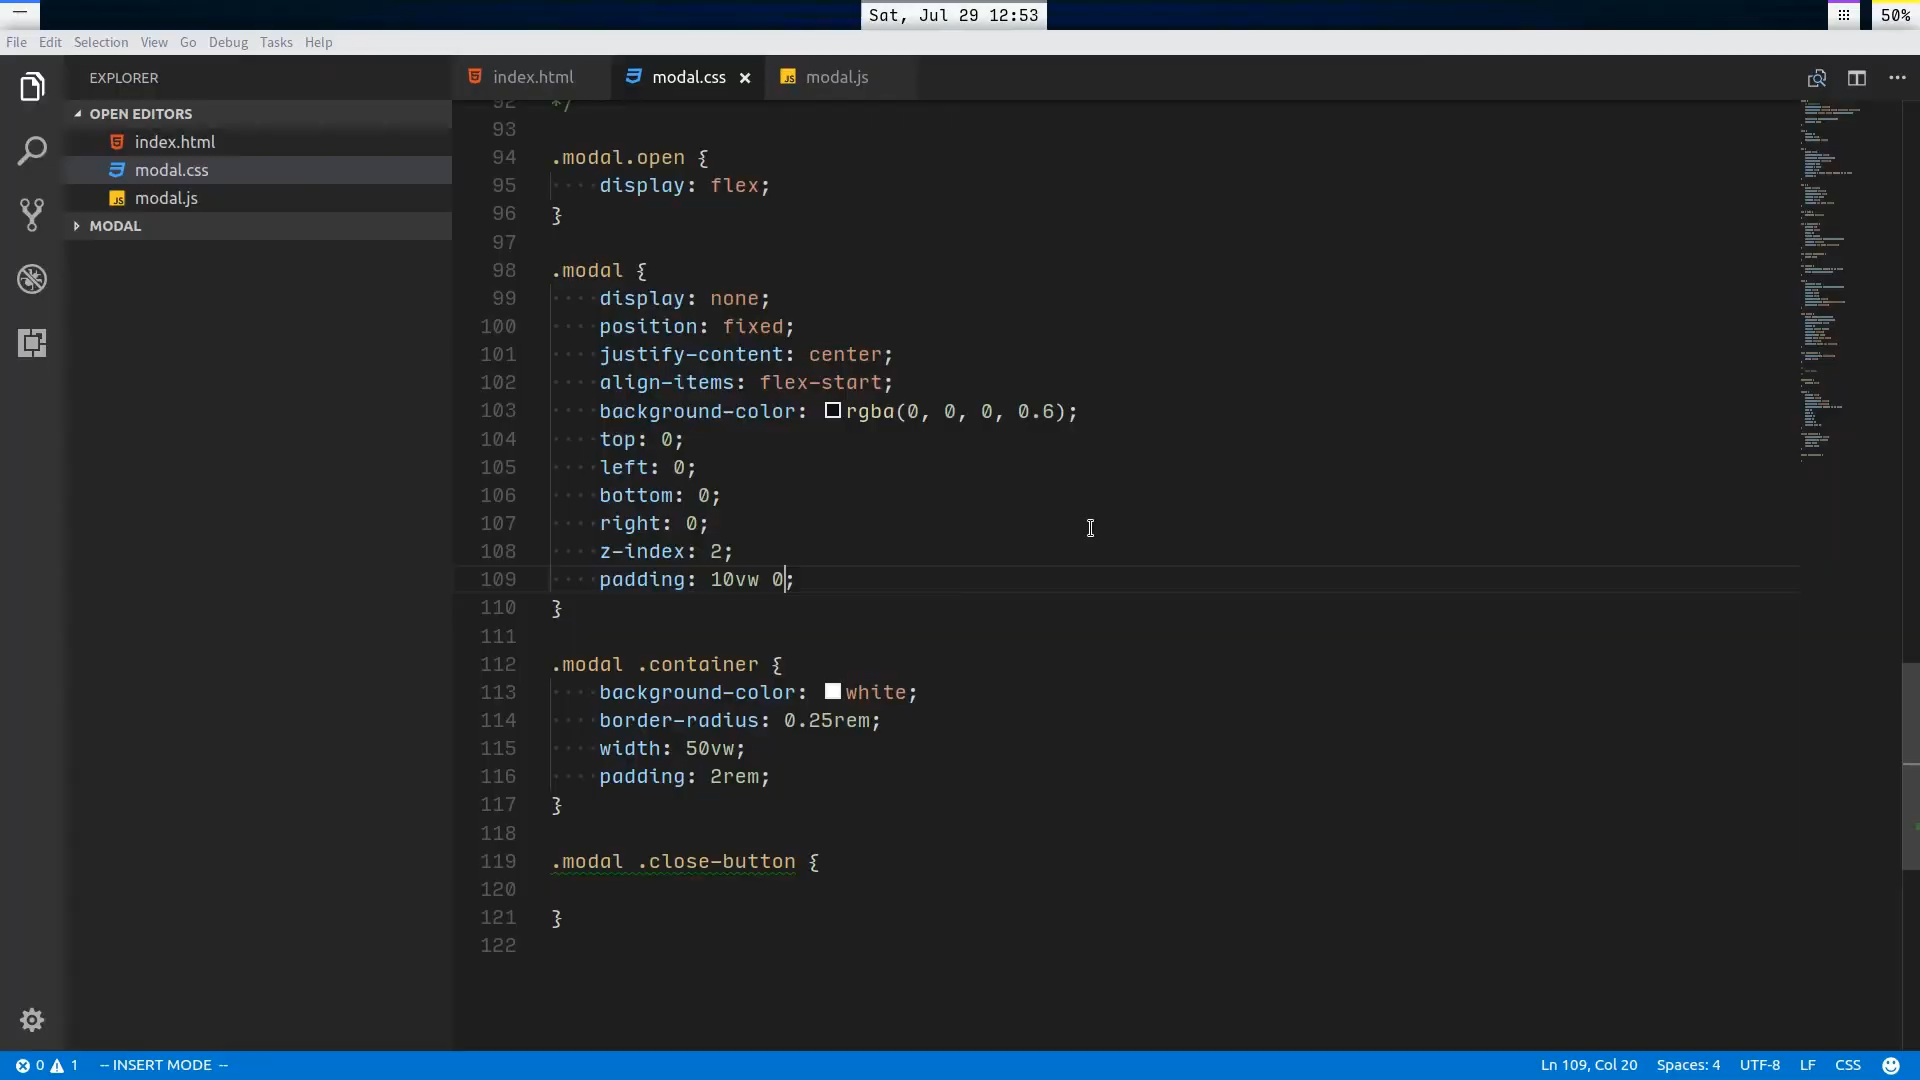 Sat, Jul 29 12:53
50%
File Edit Selection View Go Debug Tasks Help
EXPLORER
OPEN EDITORS
index.html
modal.css
modal.js
MODAL
index.html modal.css modal.js
92 */
93
94 .modal.open {
95 display: flex;
96 }
97
98 .modal {
99 display: none;
100 position: fixed;
101 justify-content: center;
102 align-items: flex-start;
103 background-color: rgba(0, 0, 0, 0.6);
104 top: 0;
105 left: 0;
106 bottom: 0;
107 right: 0;
108 z-index: 2;
109 padding: 10vw 0;
110 }
111
112 .modal .container {
113 background-color: white;
114 border-radius: 0.25rem;
115 width: 50vw;
116 padding: 2rem;
117 }
118
119 .modal .close-button {
120
121 }
122
0 1 -- INSERT MODE -- Ln 109, Col 20 Spaces: 4 UTF-8 LF CSS